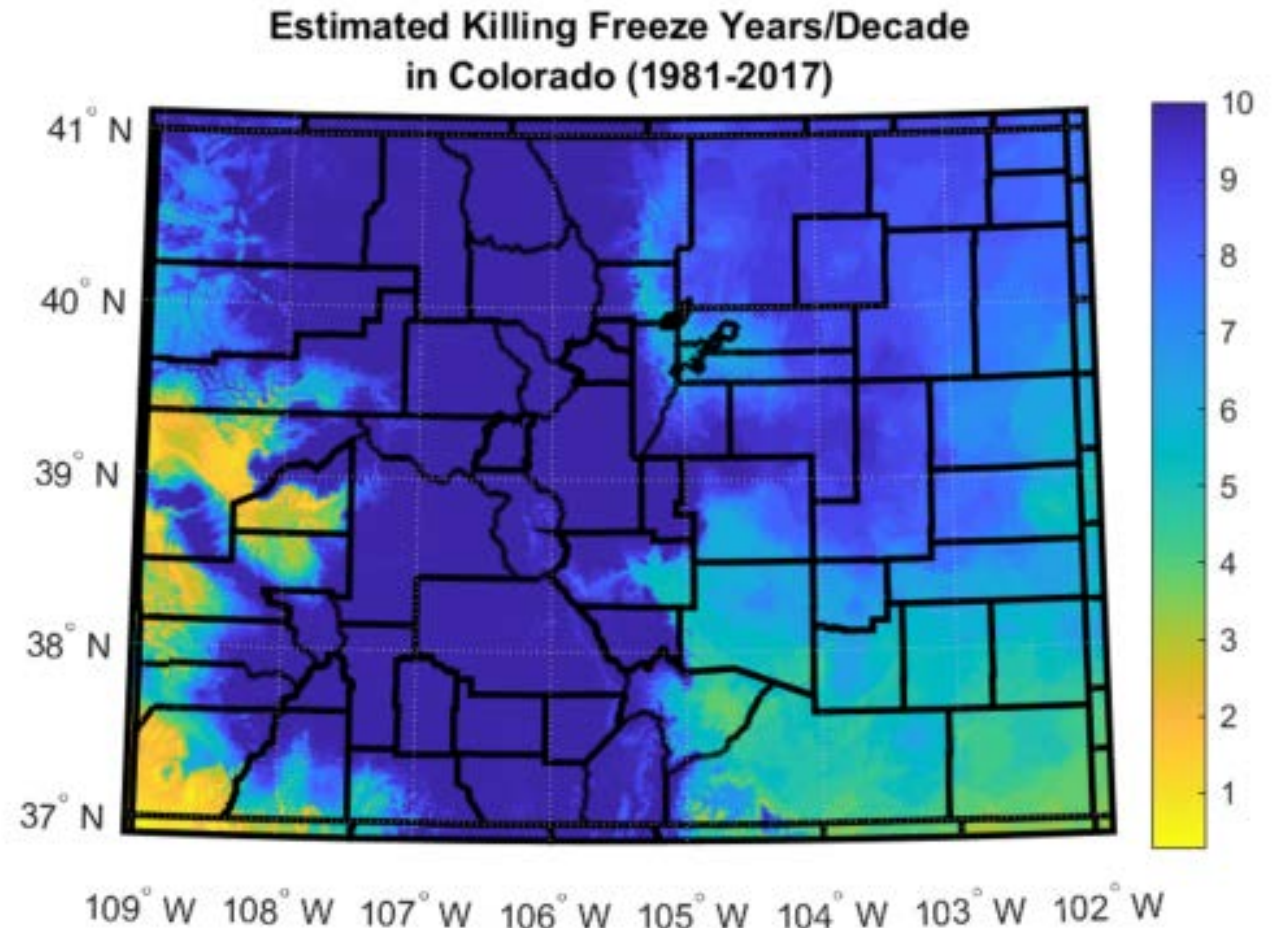 Estimated Killing Freeze Years/Decade
in Colorado (1981-2017)
41° N
40° N
39° N
38° N
37° N
109° W 108° W 107° W 106° W 105° W 104° W 103° W 102° W
10
9
8
7
6
5
4
3
2
1